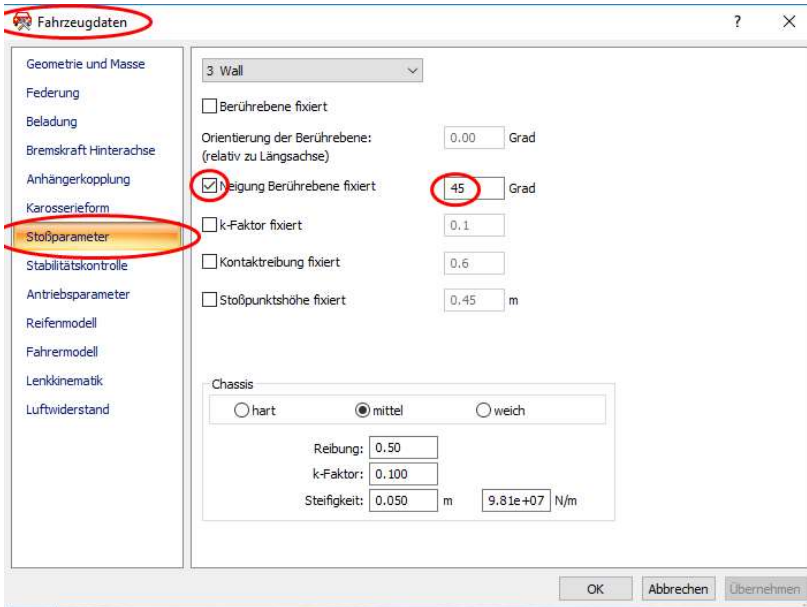 Fahrzeugdaten
?
Geometrie und Masse
Federung
Beladung
Bremskraft Hinterachse
Anhängerkopplung
Karosserieform
Stoßparameter
Stabilitätskontrolle
Antriebsparameter
Reifenmodell
Fahrermodell
Lenkkinematik
Luftwiderstand
3 Wall
Berührebene fixiert
Orientierung der Berührebene: 0.00 Grad
(relativ zu Längsachse)
Neigung Berührebene fixiert 45 Grad
k-Faktor fixiert 0.1
Kontaktreibung fixiert 0.6
Stoßpunktshöhe fixiert 0.45 m
Chassis
hart mittel weich
Reibung: 0.50
k-Faktor: 0.100
Steifigkeit: 0.050 m 9.81e+07 N/m
OK Abbrechen Übernehmen